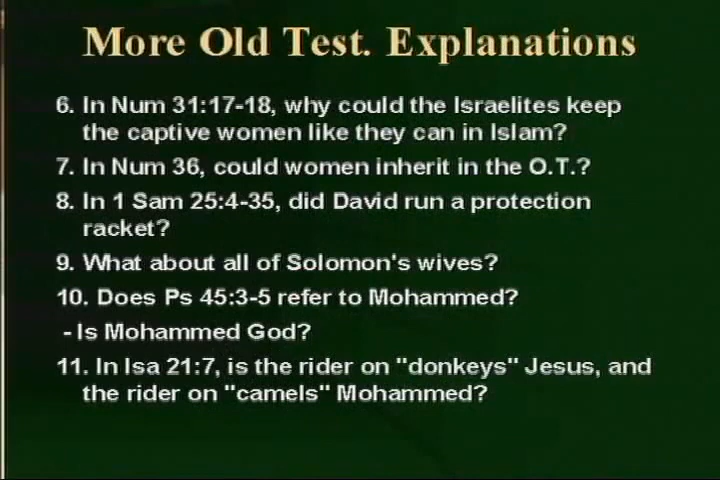 More Old Test. Explanations
6. In Num 31:17-18, why could the Israelites keep
the captive women like they can in Islam?
7. In Num 36, could women inherit in the O.T.?
8. In 1 Sam 25:4-35, did David run a protection
racket?
9. What about all of Solomon's wives?
10. Does Ps 45:3-5 refer to Mohammed?
- Is Mohammed God?
11. In Isa 21:7, is the rider on "donkeys" Jesus, and
the rider on "camels" Mohammed?